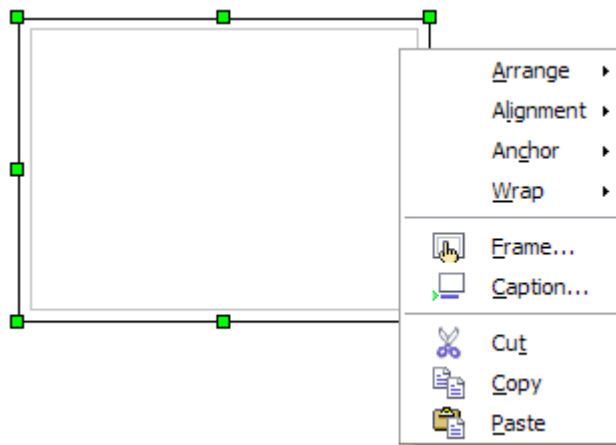 Arrange
Alignment
Anchor
Wrap
Frame...
Caption...
Cut
Copy
Paste